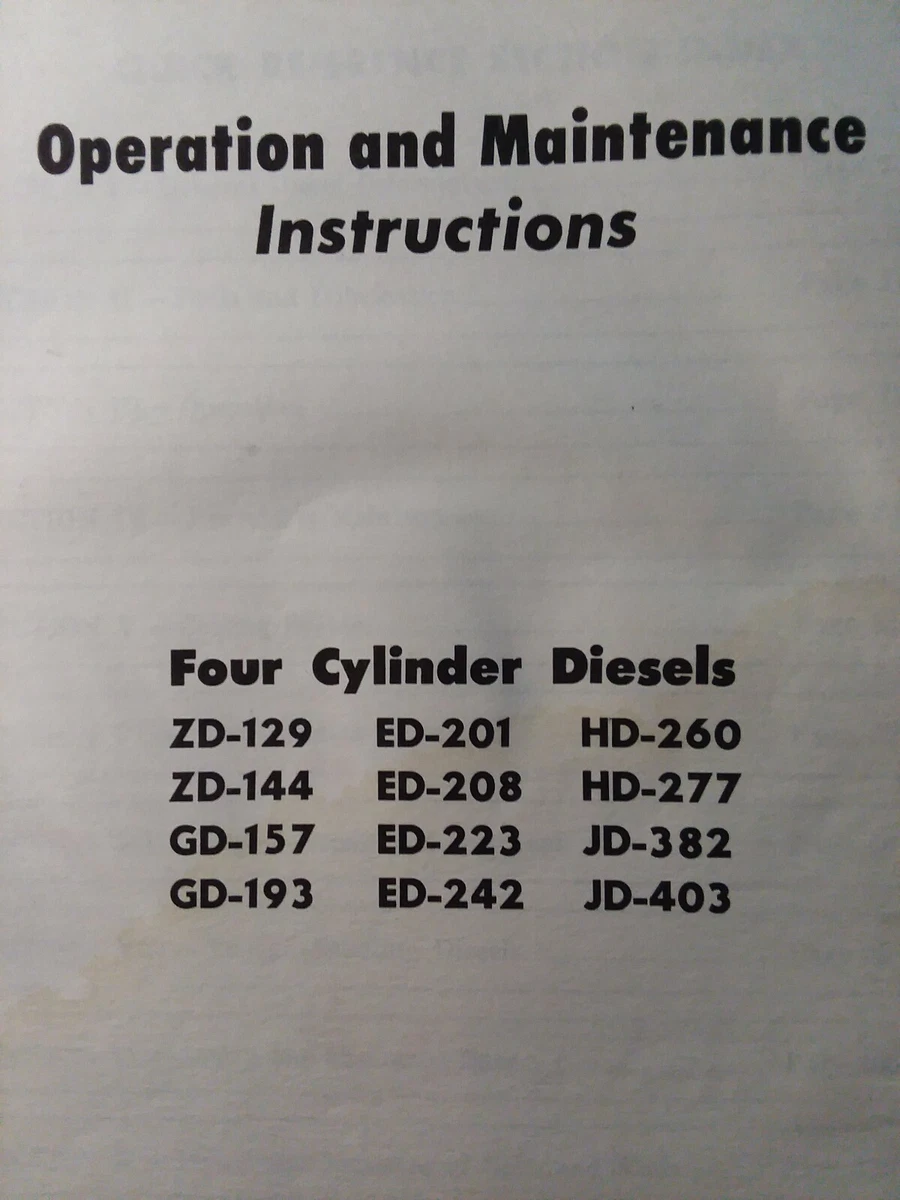 Operation and Maintenance
Instructions
Four Cylinder Diesels
ZD-129 ED-201 HD-260
ZD-144 ED-208 HD-277
GD-157 ED-223 JD-382
GD-193 ED-242 JD-403